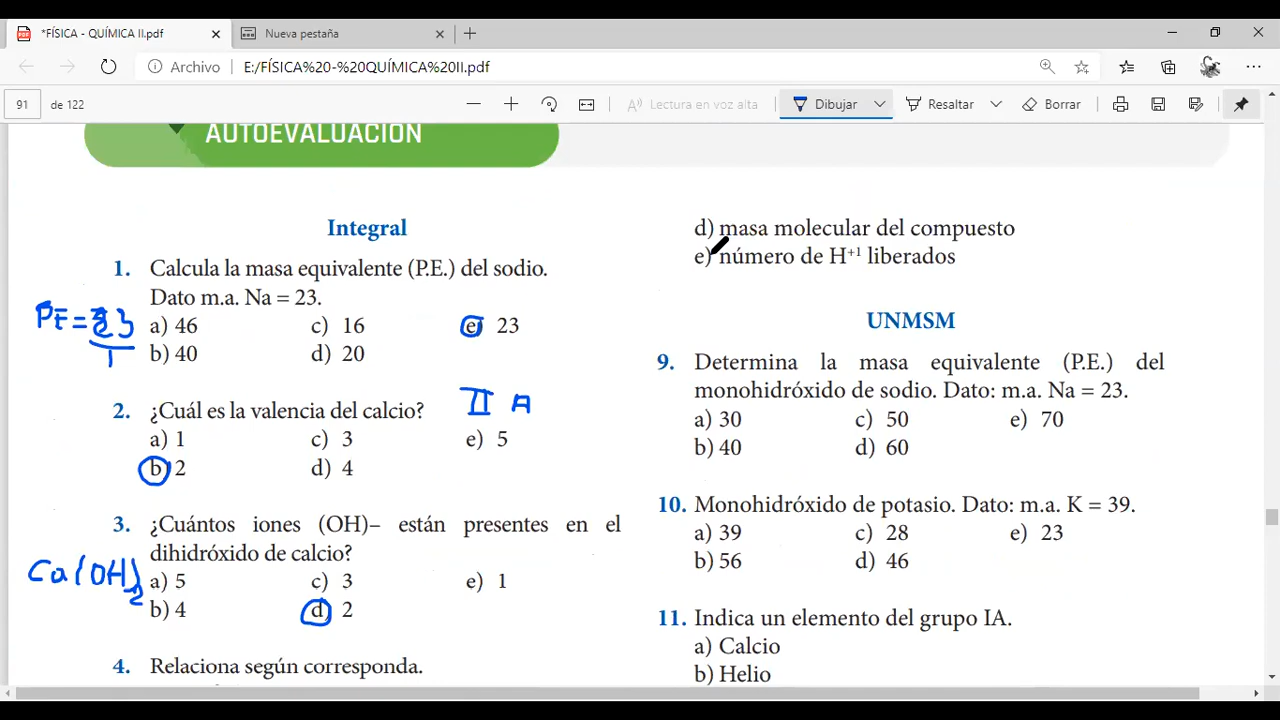 *FÍSICA - QUÍMICA II.pdf
Nueva pestaña
Archivo
E:/FÍSICA%20-%20QUÍMICA%20II.pdf
91
de 122
Lectura en voz alta
Dibujar
Resaltar
Borrar
AUTOEVALUACIÓN
Integral
1. Calcula la masa equivalente (P.E.) del sodio.
Dato m.a. Na = 23.
PE = 23
1
a) 46 c) 16 e) 23
b) 40 d) 20
II A
2. ¿Cuál es la valencia del calcio?
a) 1 c) 3 e) 5
b) 2 d) 4
3. ¿Cuántos iones (OH)– están presentes en el
dihidróxido de calcio?
Ca(OH)2
a) 5 c) 3 e) 1
b) 4 d) 2
4. Relaciona según corresponda.
d) masa molecular del compuesto
e) número de H+1 liberados
UNMSM
9. Determina la masa equivalente (P.E.) del
monohidróxido de sodio. Dato: m.a. Na = 23.
a) 30 c) 50 e) 70
b) 40 d) 60
10. Monohidróxido de potasio. Dato: m.a. K = 39.
a) 39 c) 28 e) 23
b) 56 d) 46
11. Indica un elemento del grupo IA.
a) Calcio
b) Helio